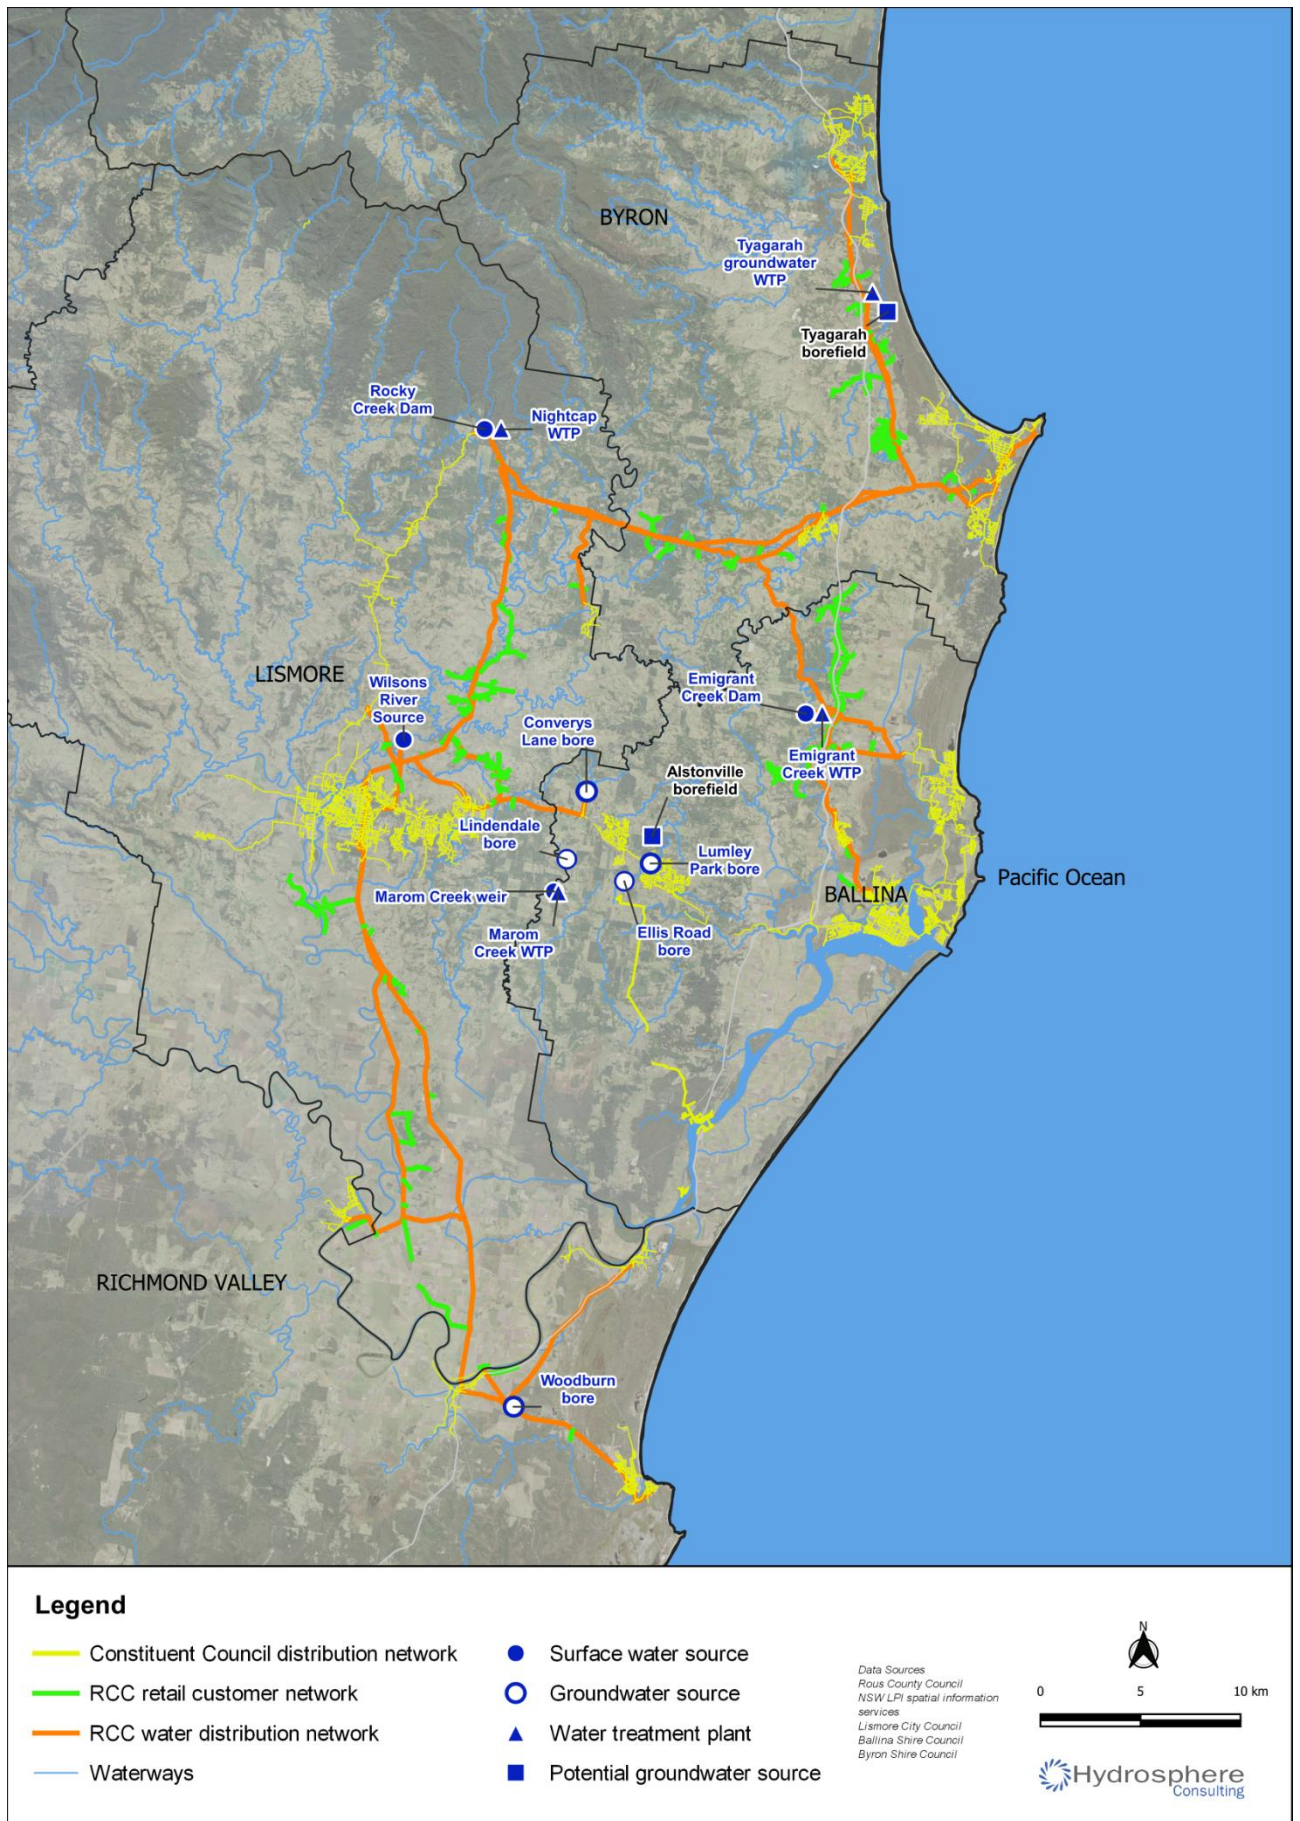 BYRON
Tyagarah
groundwater
WTP
Tyagarah
borefield
Rocky
Creek Dam
Nightcap
WTP
LISMORE
Wilsons
River
Source
Emigrant
Creek Dam
Converys
Lane bore
Emigrant
Creek WTP
Alstonville
borefield
Lindendale
bore
Lumley
Park bore
Marom Creek weir
BALLINA
Pacific Ocean
Marom
Creek WTP
Ellis Road
bore
RICHMOND VALLEY
Woodburn
bore
Legend
Constituent Council distribution network
RCC retail customer network
RCC water distribution network
Waterways
Surface water source
Groundwater source
Water treatment plant
Potential groundwater source
Data Sources
Rous County Council
NSW LPI spatial information
services
Lismore City Council
Ballina Shire Council
Byron Shire Council
N
0 5 10 km
Hydrosphere
Consulting